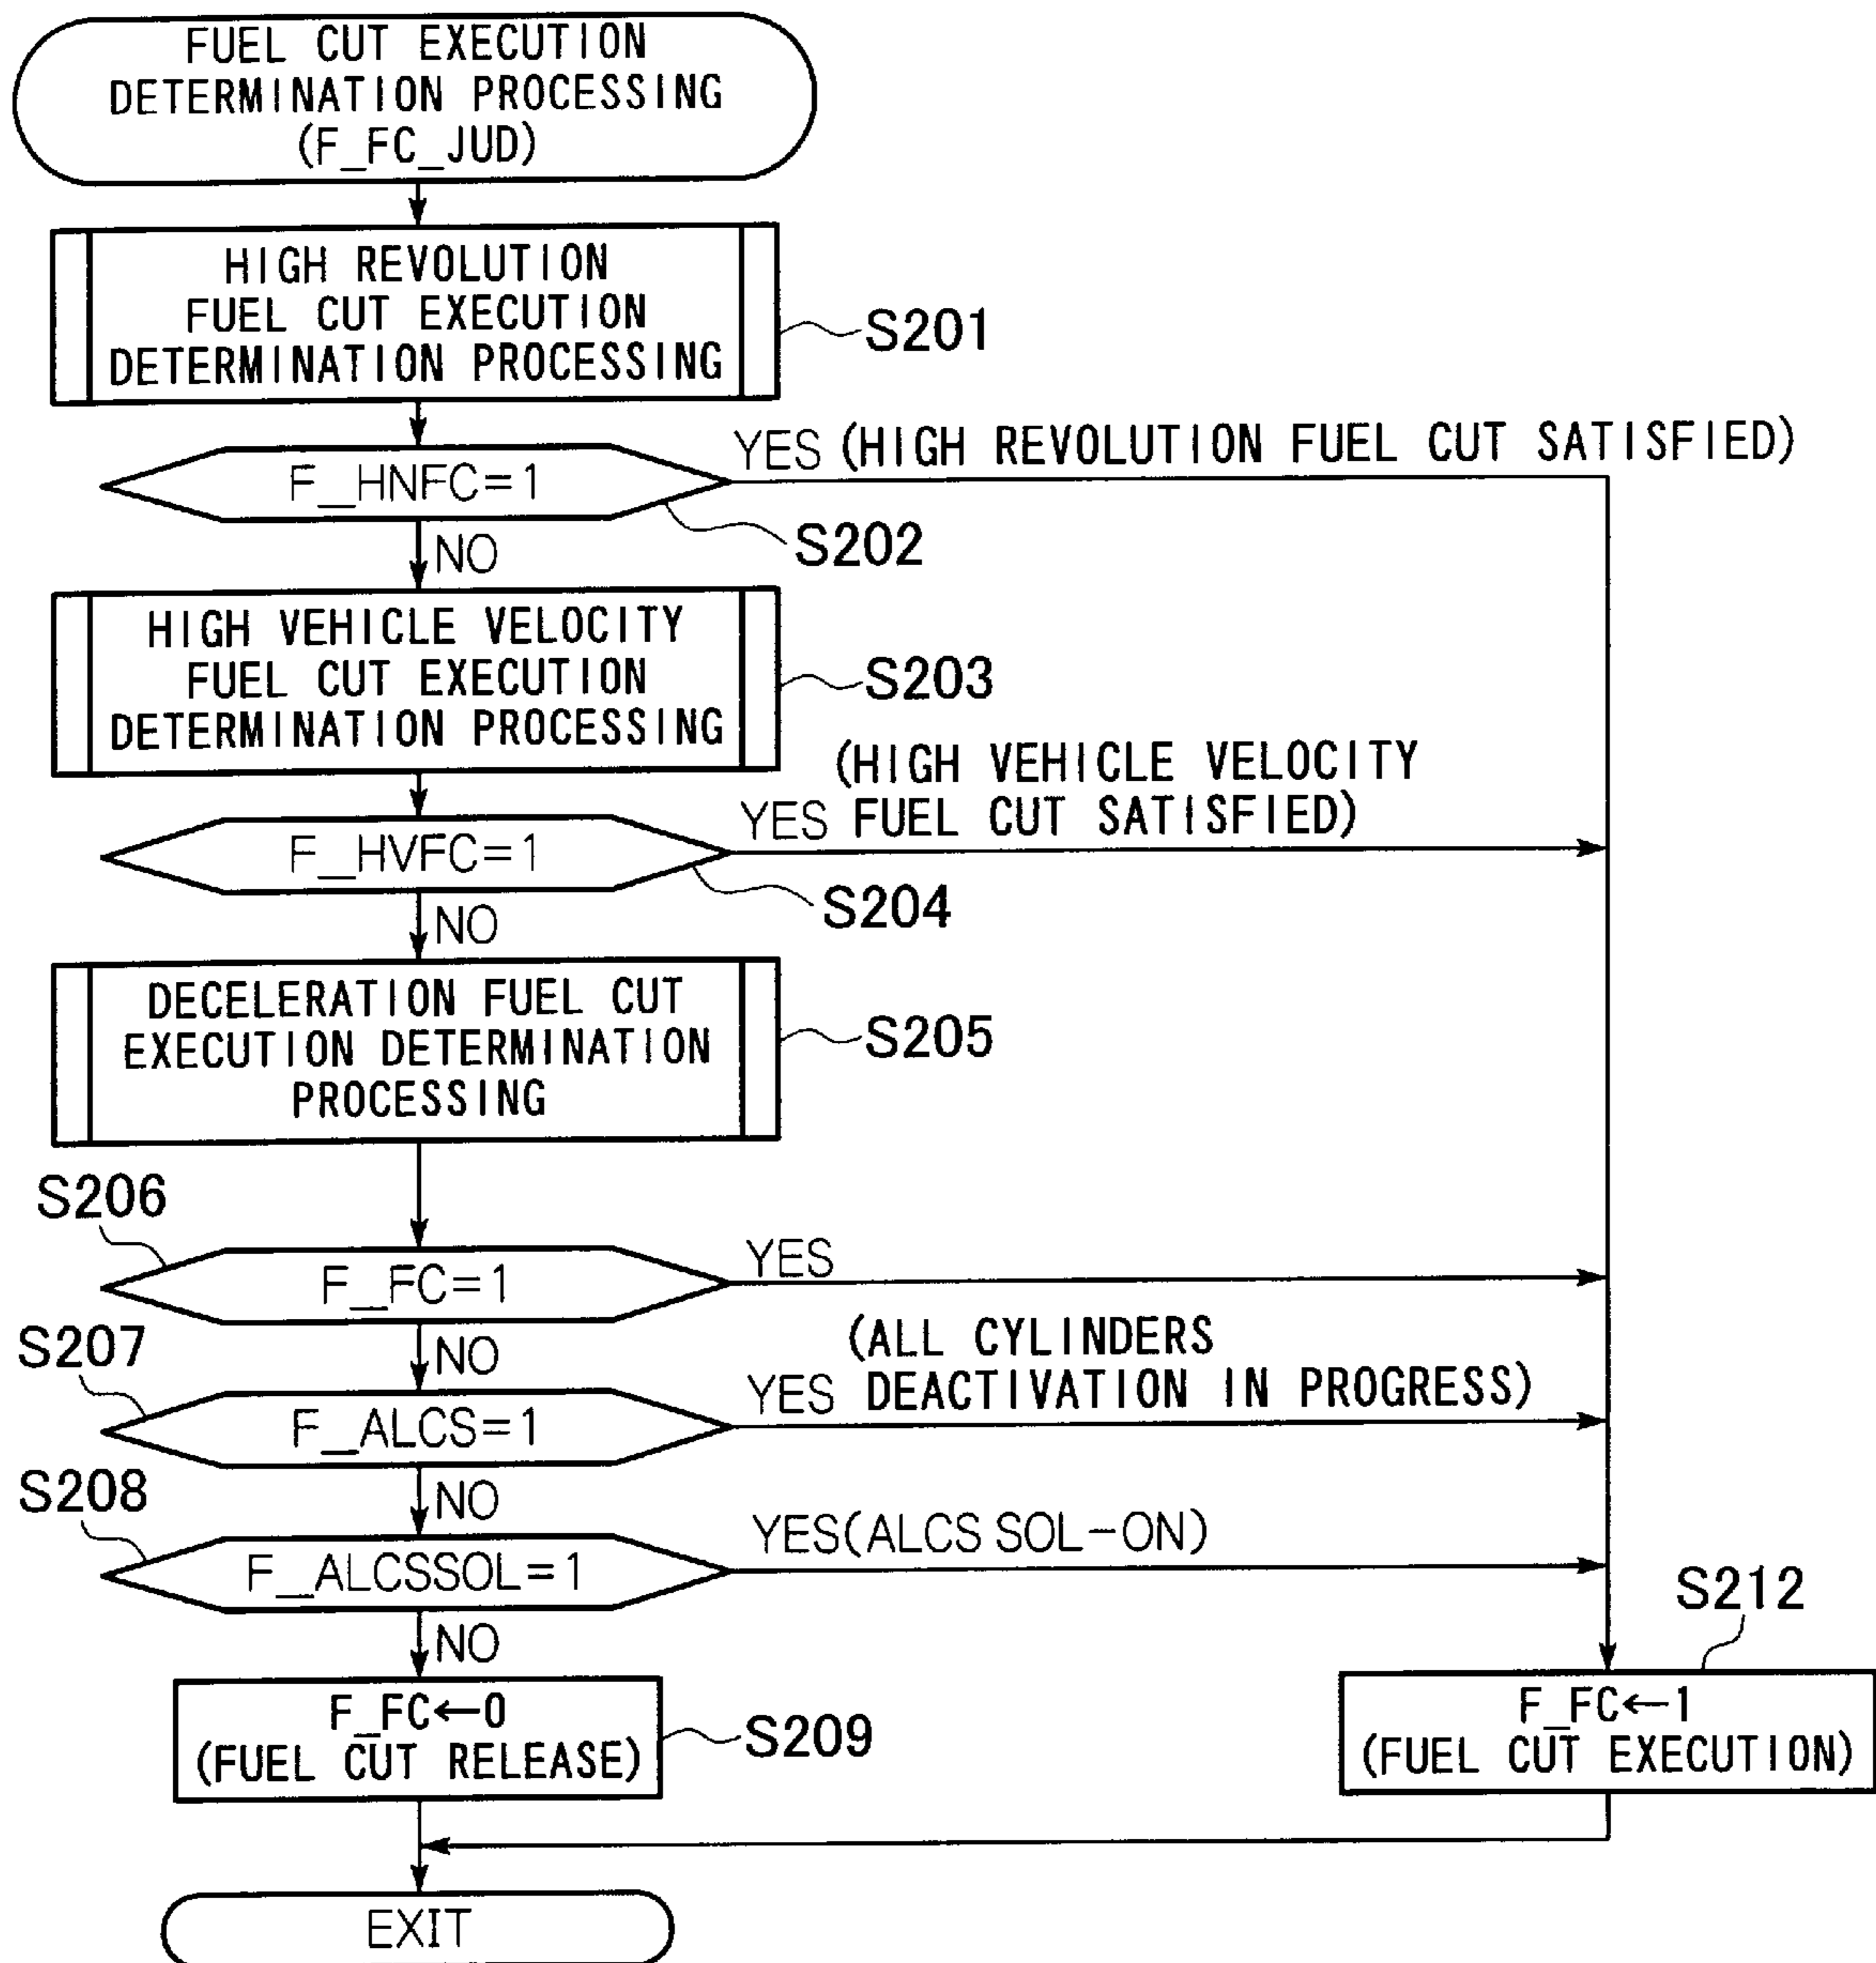 FUEL CUT EXECUTION
DETERMINATION PROCESSING
(F_FC_JUD)
HIGH REVOLUTION
FUEL CUT EXECUTION
DETERMINATION PROCESSING
S201
YES (HIGH REVOLUTION FUEL CUT SATISFIED)
F_HNFC=1
S202
NO
HIGH VEHICLE VELOCITY
FUEL CUT EXECUTION
DETERMINATION PROCESSING
S203
(HIGH VEHICLE VELOCITY
YES FUEL CUT SATISFIED)
F_HVFC=1
S204
NO
DECELERATION FUEL CUT
EXECUTION DETERMINATION
PROCESSING
S205
S206
F_FC=1
YES
NO
S207
(ALL CYLINDERS
YES DEACTIVATION IN PROGRESS)
F_ALCS=1
NO
S208
YES(ALCS SOL-ON)
F_ALCSSOL=1
NO
S212
F_FC←0
(FUEL CUT RELEASE)
S209
F_FC←1
(FUEL CUT EXECUTION)
EXIT